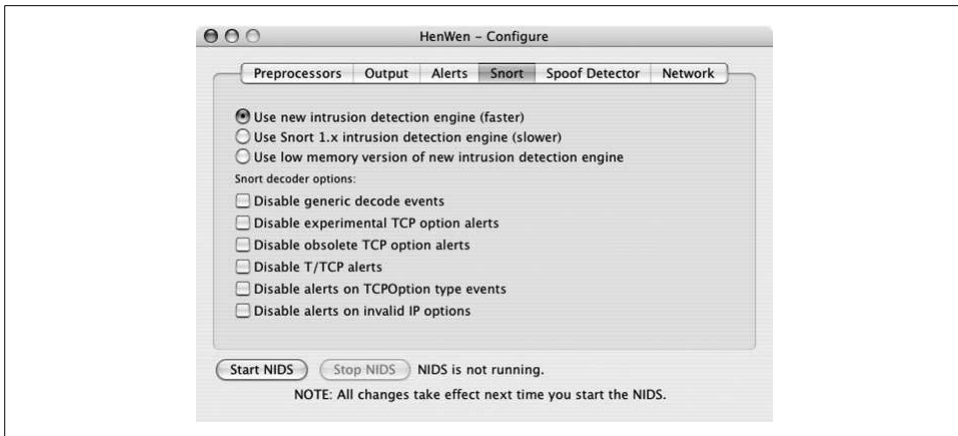 HenWen – Configure
Preprocessors Output Alerts Snort Spoof Detector Network
Use new intrusion detection engine (faster)
Use Snort 1.x intrusion detection engine (slower)
Use low memory version of new intrusion detection engine
Snort decoder options:
Disable generic decode events
Disable experimental TCP option alerts
Disable obsolete TCP option alerts
Disable T/TCP alerts
Disable alerts on TCPOption type events
Disable alerts on invalid IP options
Start NIDS Stop NIDS NIDS is not running.
NOTE: All changes take effect next time you start the NIDS.